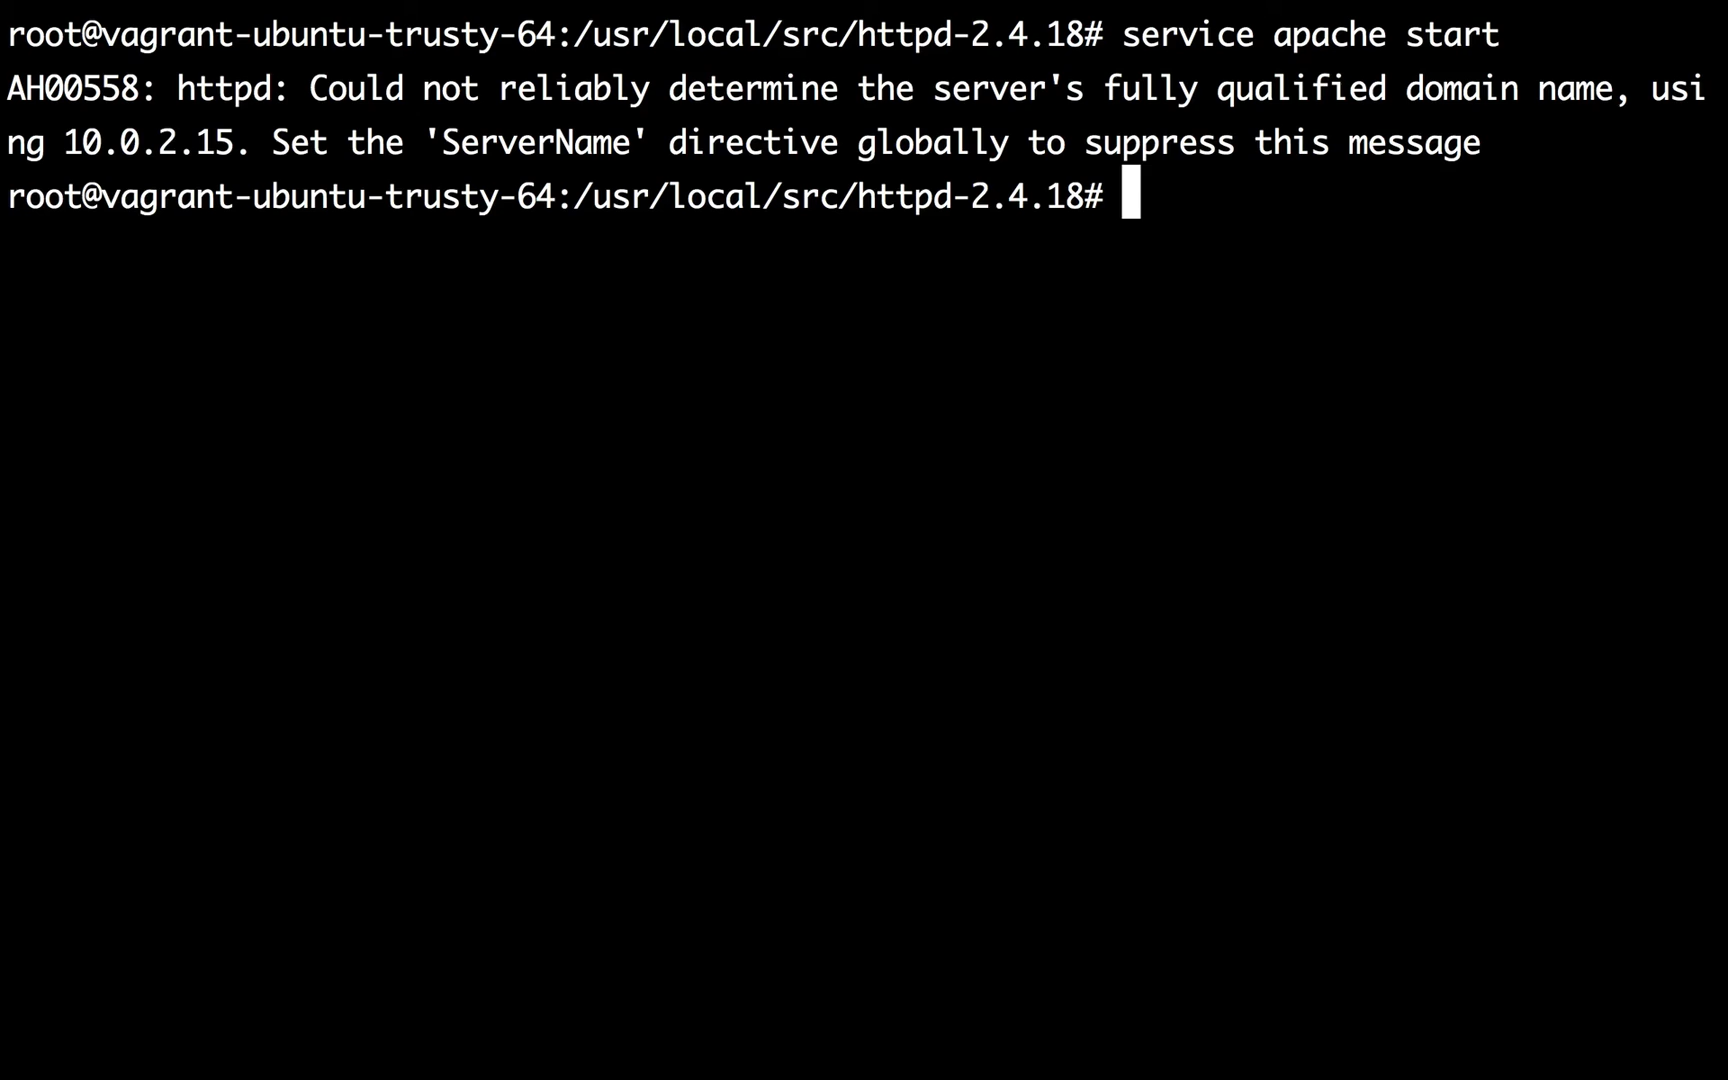 root@vagrant-ubuntu-trusty-64:/usr/local/src/httpd-2.4.18# service apache start
AH00558: httpd: Could not reliably determine the server's fully qualified domain name, usi
ng 10.0.2.15. Set the 'ServerName' directive globally to suppress this message
root@vagrant-ubuntu-trusty-64:/usr/local/src/httpd-2.4.18#